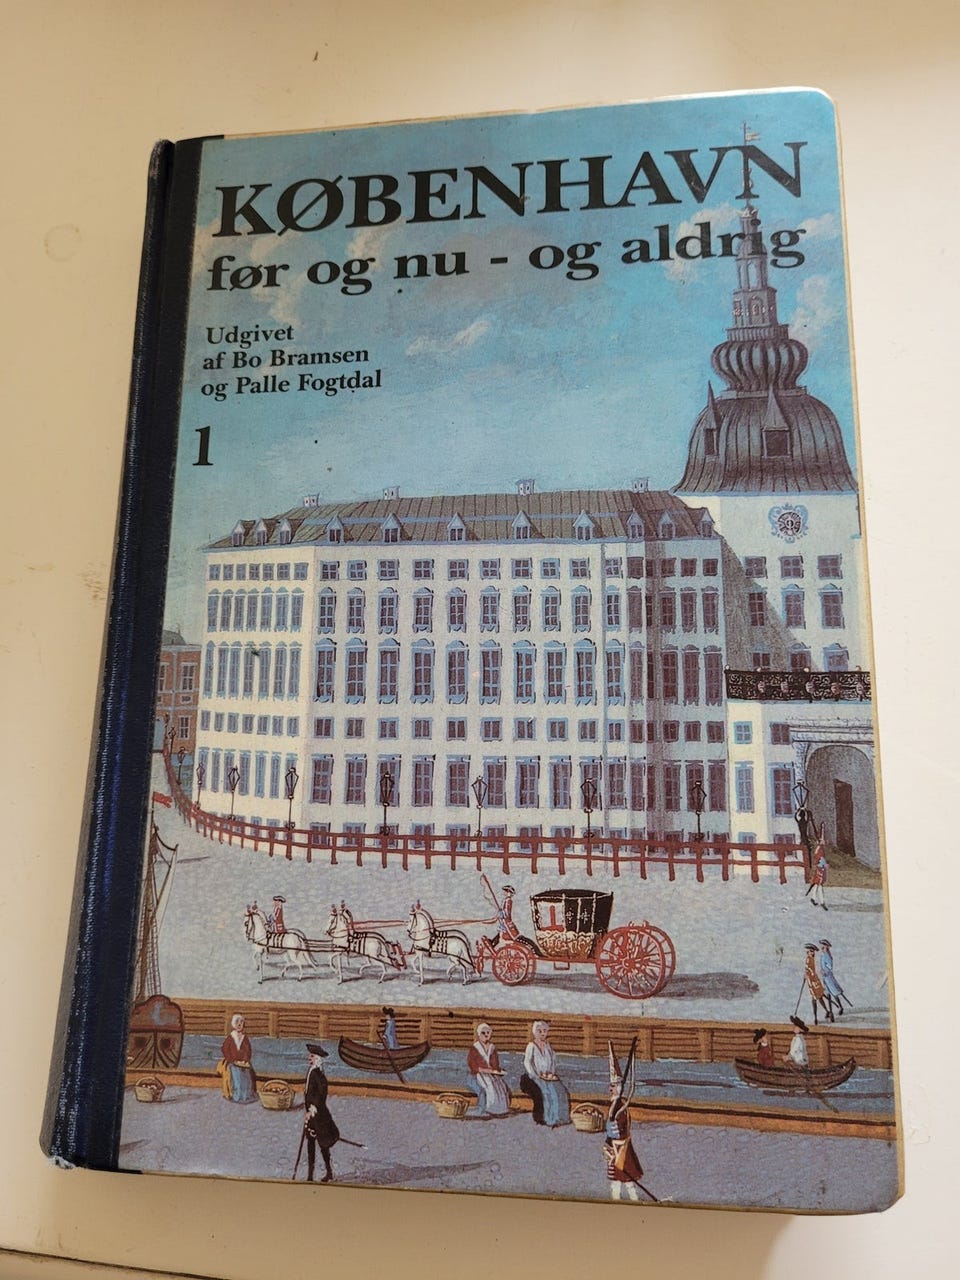 KØBENHAVN
før og nu - og aldrig
Udgivet
af Bo Bramsen
og Palle Fogtdal
1